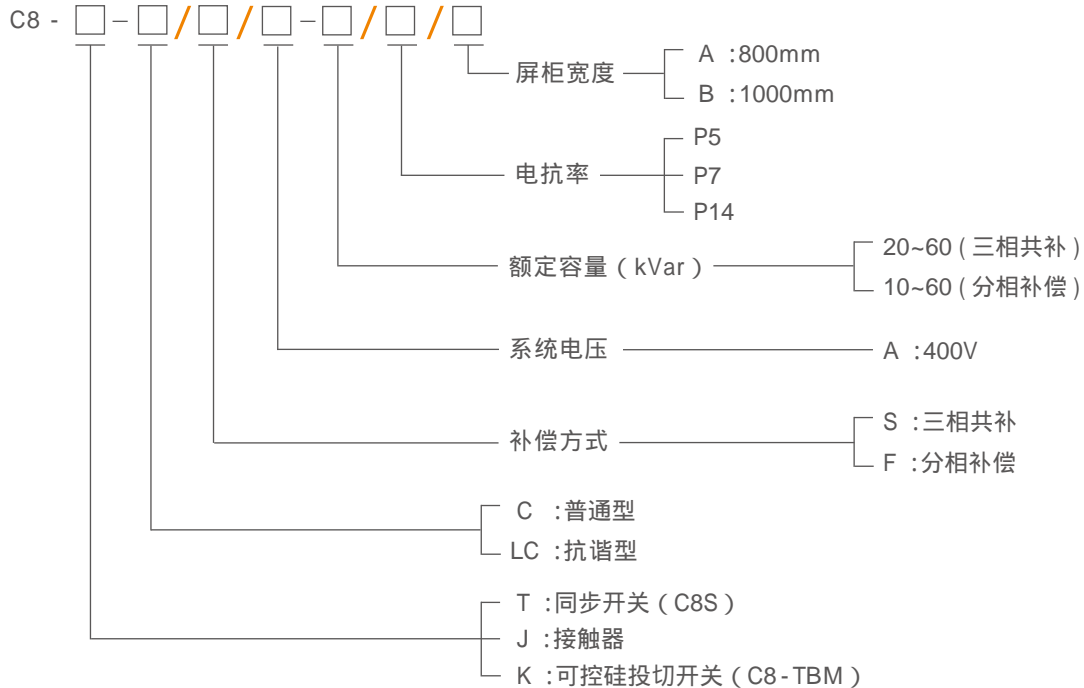 C8 - □ – □ / □ / □ – □ / □ / □
屏柜宽度
A :800mm
B :1000mm
电抗率
P5
P7
P14
额定容量（kVar）
20~60 ( 三相共补 )
10~60 ( 分相补偿 )
系统电压
A :400V
补偿方式
S :三相共补
F :分相补偿
C :普通型
LC :抗谐型
T :同步开关（C8S）
J :接触器
K :可控硅投切开关（C8-TBM）